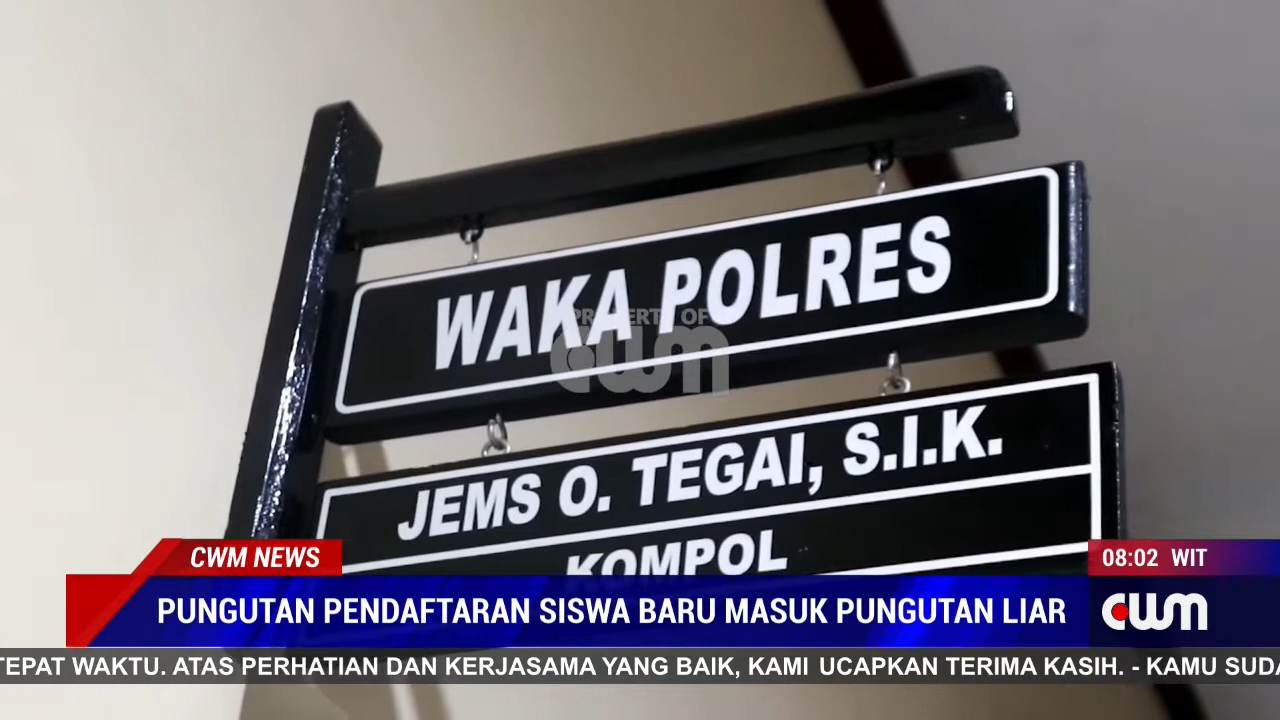 WAKA POLRES
PROPERTY OF
cwm
JEMS O. TEGAI, S.I.K.
KOMPOL
CWM NEWS
08:02 WIT
PUNGUTAN PENDAFTARAN SISWA BARU MASUK PUNGUTAN LIAR
cwm
TEPAT WAKTU. ATAS PERHATIAN DAN KERJASAMA YANG BAIK, KAMI UCAPKAN TERIMA KASIH. - KAMU SUDA